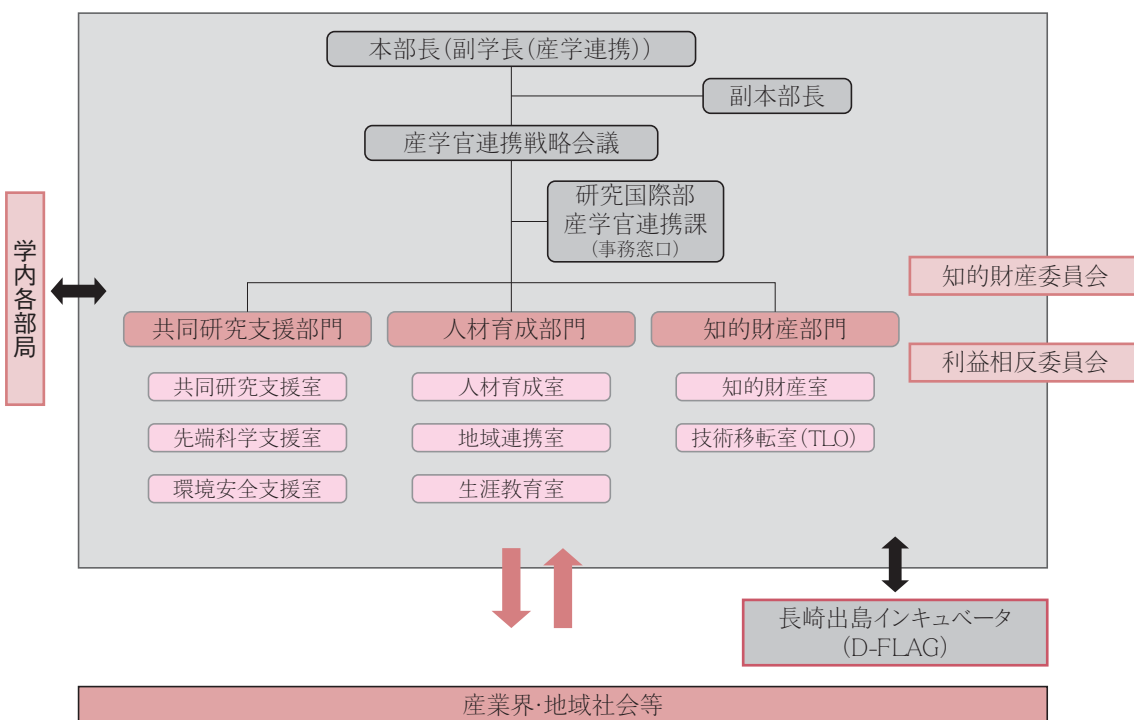 本部長(副学長(産学連携))
副本部長
産学官連携戦略会議
研究国際部
産学官連携課
(事務窓口)
学内各部局
知的財産委員会
利益相反委員会
共同研究支援部門
人材育成部門
知的財産部門
共同研究支援室
人材育成室
知的財産室
先端科学支援室
地域連携室
技術移転室(TLO)
環境安全支援室
生涯教育室
長崎出島インキュベータ
(D-FLAG)
産業界·地域社会等